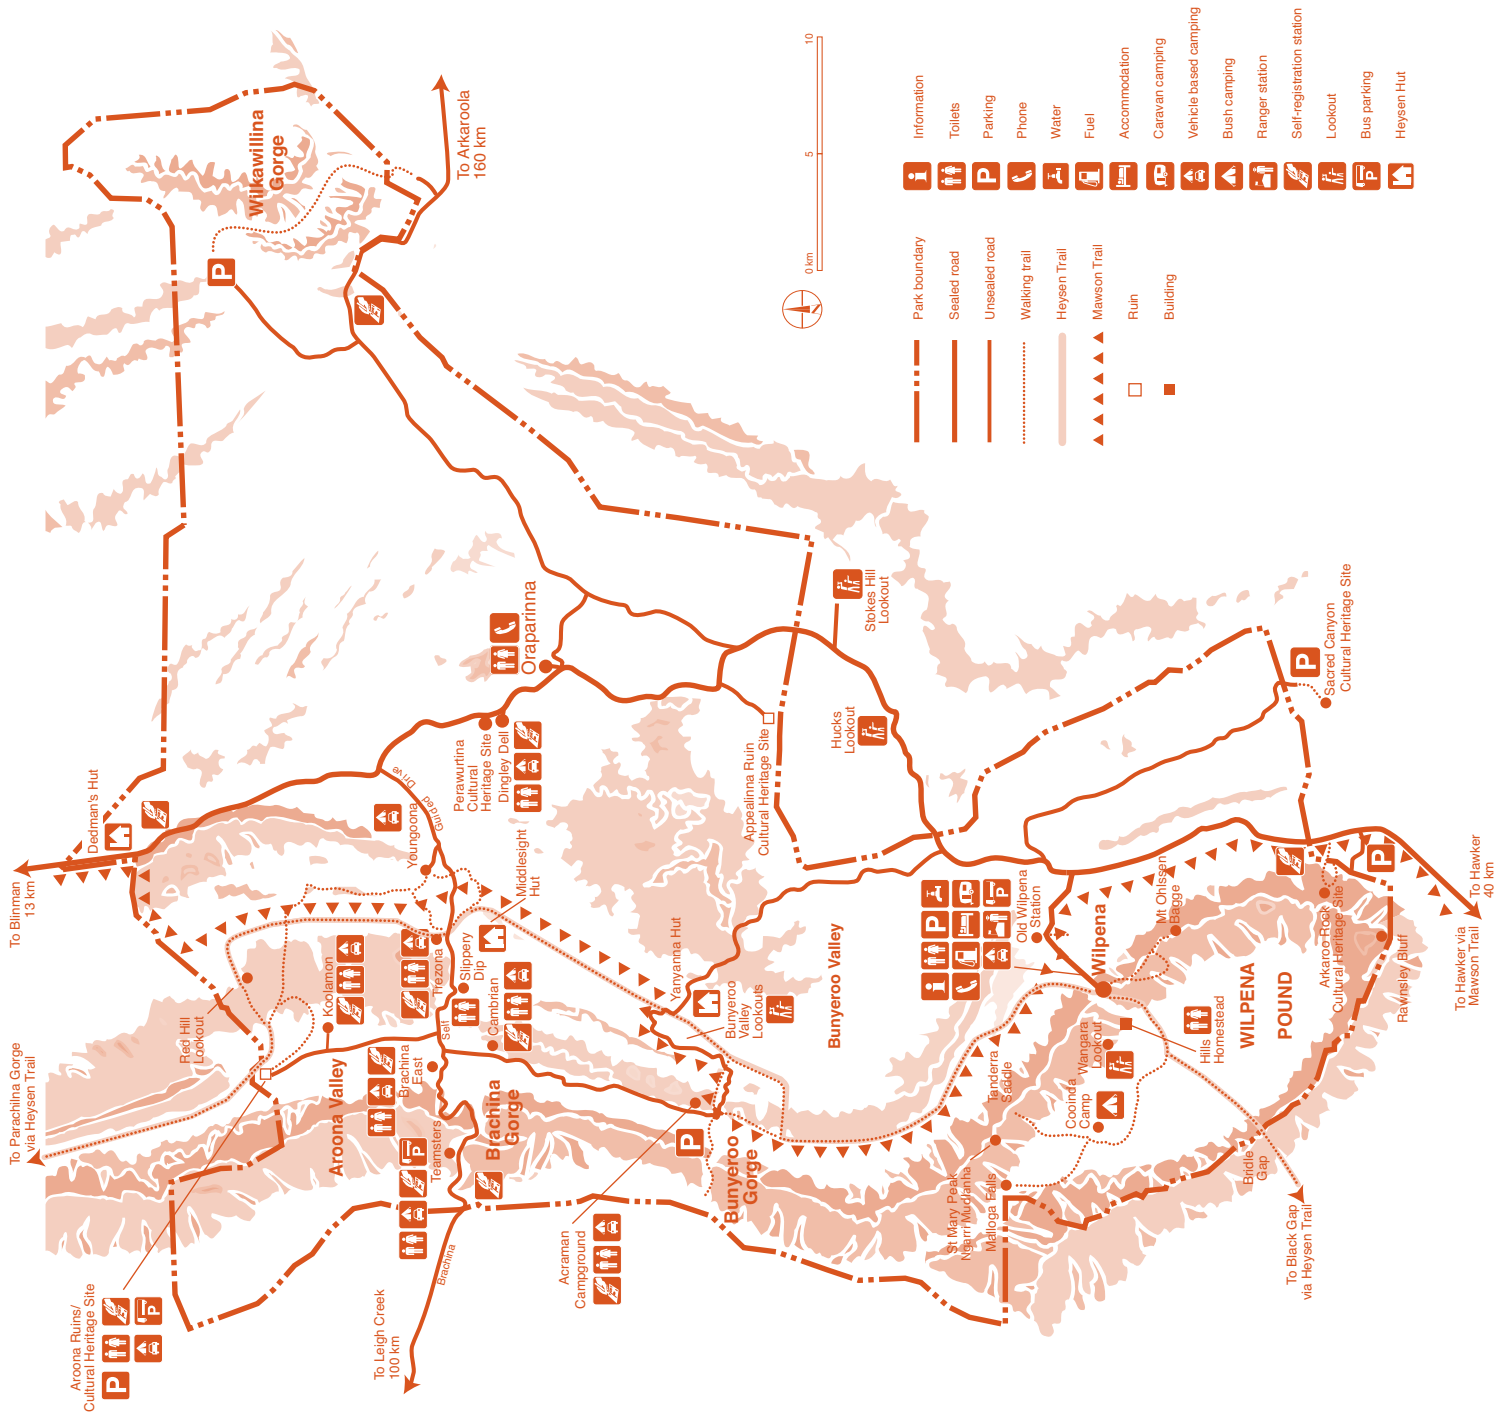 To Parachilna Gorge
via Heysen Trail
To Blinman
13 km
Dedman's Hut
Wilkawillina
Gorge
To Arkaroola
160 km
Aroona Ruins/
Cultural Heritage Site
P
P
Red Hill
Lookout
Koolamon
Aroona Valley
Youngoona
Trezona
Slippery
Dip
Middlesight
Hut
Cambrian
Brachina
East
Brachina
Gorge
Teamsters
P
Brachina
Self
Guided
Drive
To Leigh Creek
100 km
Perawurtina
Cultural
Heritage Site
Dingley Dell
Oraparinna
P
Acraman
Campground
P
Bunyeroo
Gorge
Yanyanna Hut
Bunyeroo
Valley
Lookouts
Bunyeroo Valley
Appealinna Ruin
Cultural Heritage Site
Hucks
Lookout
Stokes Hill
Lookout
P
P
Old Wilpena
Station
Wilpena
Mt Ohlssen
Bagge
WILPENA
POUND
Hills
Homestead
Wangara
Lookout
Cooinda
Camp
Tandera
Saddle
St Mary Peak
Ngarri Mudlanha
Malloga Falls
Bridle
Gap
To Black Gap
via Heysen Trail
Arkaroo Rock
Cultural Heritage Site
Rawnsley Bluff
P
P
Sacred Canyon
Cultural Heritage Site
To Hawker
40 km
To Hawker via
Mawson Trail
N
0 km
5
10
Park boundary
Sealed road
Unsealed road
Walking trail
Heysen Trail
Mawson Trail
Ruin
Building
i
Information
Toilets
P
Parking
Phone
Water
Fuel
Accommodation
Caravan camping
Vehicle based camping
Bush camping
Ranger station
Self-registration station
Lookout
P
Bus parking
Heysen Hut